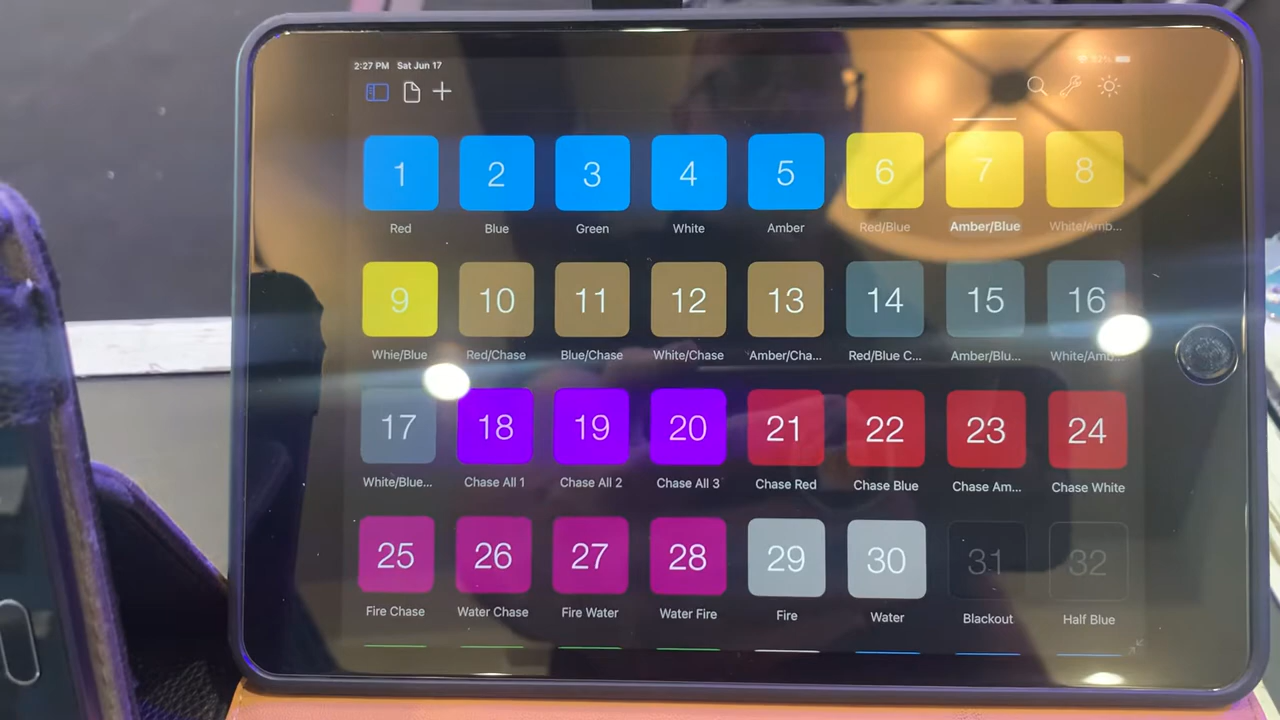 2:27 PM Sat Jun 17 92%
1 2 3 4 5 6 7 8
Red Blue Green White Amber Red/Blue Amber/Blue White/Amb...
9 10 11 12 13 14 15 16
Whie/Blue Red/Chase Blue/Chase White/Chase Amber/Cha... Red/Blue C... Amber/Blu... White/Amb...
17 18 19 20 21 22 23 24
White/Blue... Chase All 1 Chase All 2 Chase All 3 Chase Red Chase Blue Chase Am... Chase White
25 26 27 28 29 30 31 32
Fire Chase Water Chase Fire Water Water Fire Fire Water Blackout Half Blue